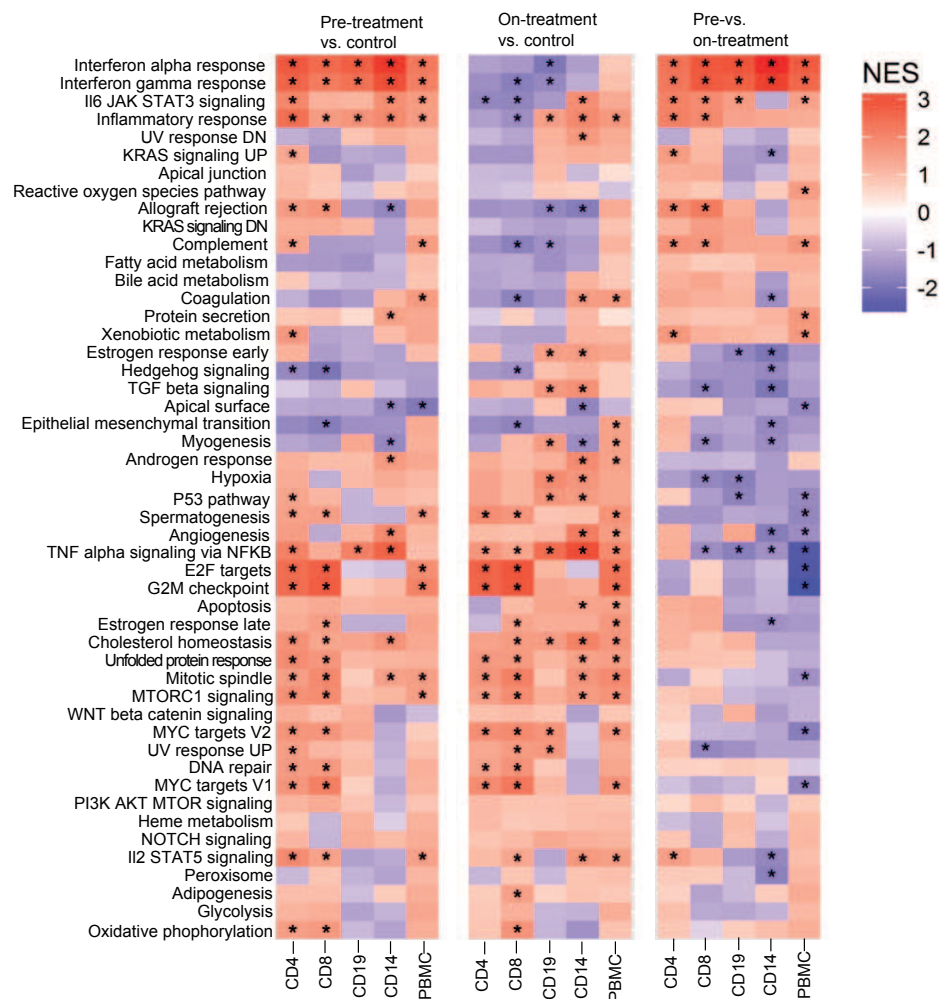 Pre-treatment
vs. control
On-treatment
vs. control
Pre-vs.
on-treatment
Interferon alpha response
Interferon gamma response
Il6 JAK STAT3 signaling
Inflammatory response
UV response DN
KRAS signaling UP
Apical junction
Reactive oxygen species pathway
Allograft rejection
KRAS signaling DN
Complement
Fatty acid metabolism
Bile acid metabolism
Coagulation
Protein secretion
Xenobiotic metabolism
Estrogen response early
Hedgehog signaling
TGF beta signaling
Apical surface
Epithelial mesenchymal transition
Myogenesis
Androgen response
Hypoxia
P53 pathway
Spermatogenesis
Angiogenesis
TNF alpha signaling via NFKB
E2F targets
G2M checkpoint
Apoptosis
Estrogen response late
Cholesterol homeostasis
Unfolded protein response
Mitotic spindle
MTORC1 signaling
WNT beta catenin signaling
MYC targets V2
UV response UP
DNA repair
MYC targets V1
PI3K AKT MTOR signaling
Heme metabolism
NOTCH signaling
Il2 STAT5 signaling
Peroxisome
Adipogenesis
Glycolysis
Oxidative phophorylation
CD4
CD8
CD19
CD14
PBMC
CD4
CD8
CD19
CD14
PBMC
CD4
CD8
CD19
CD14
PBMC
NES
3
2
1
0
-1
-2